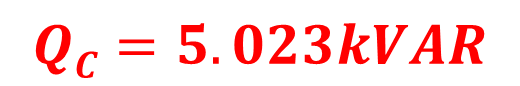 Q_C = 5.023kVAR